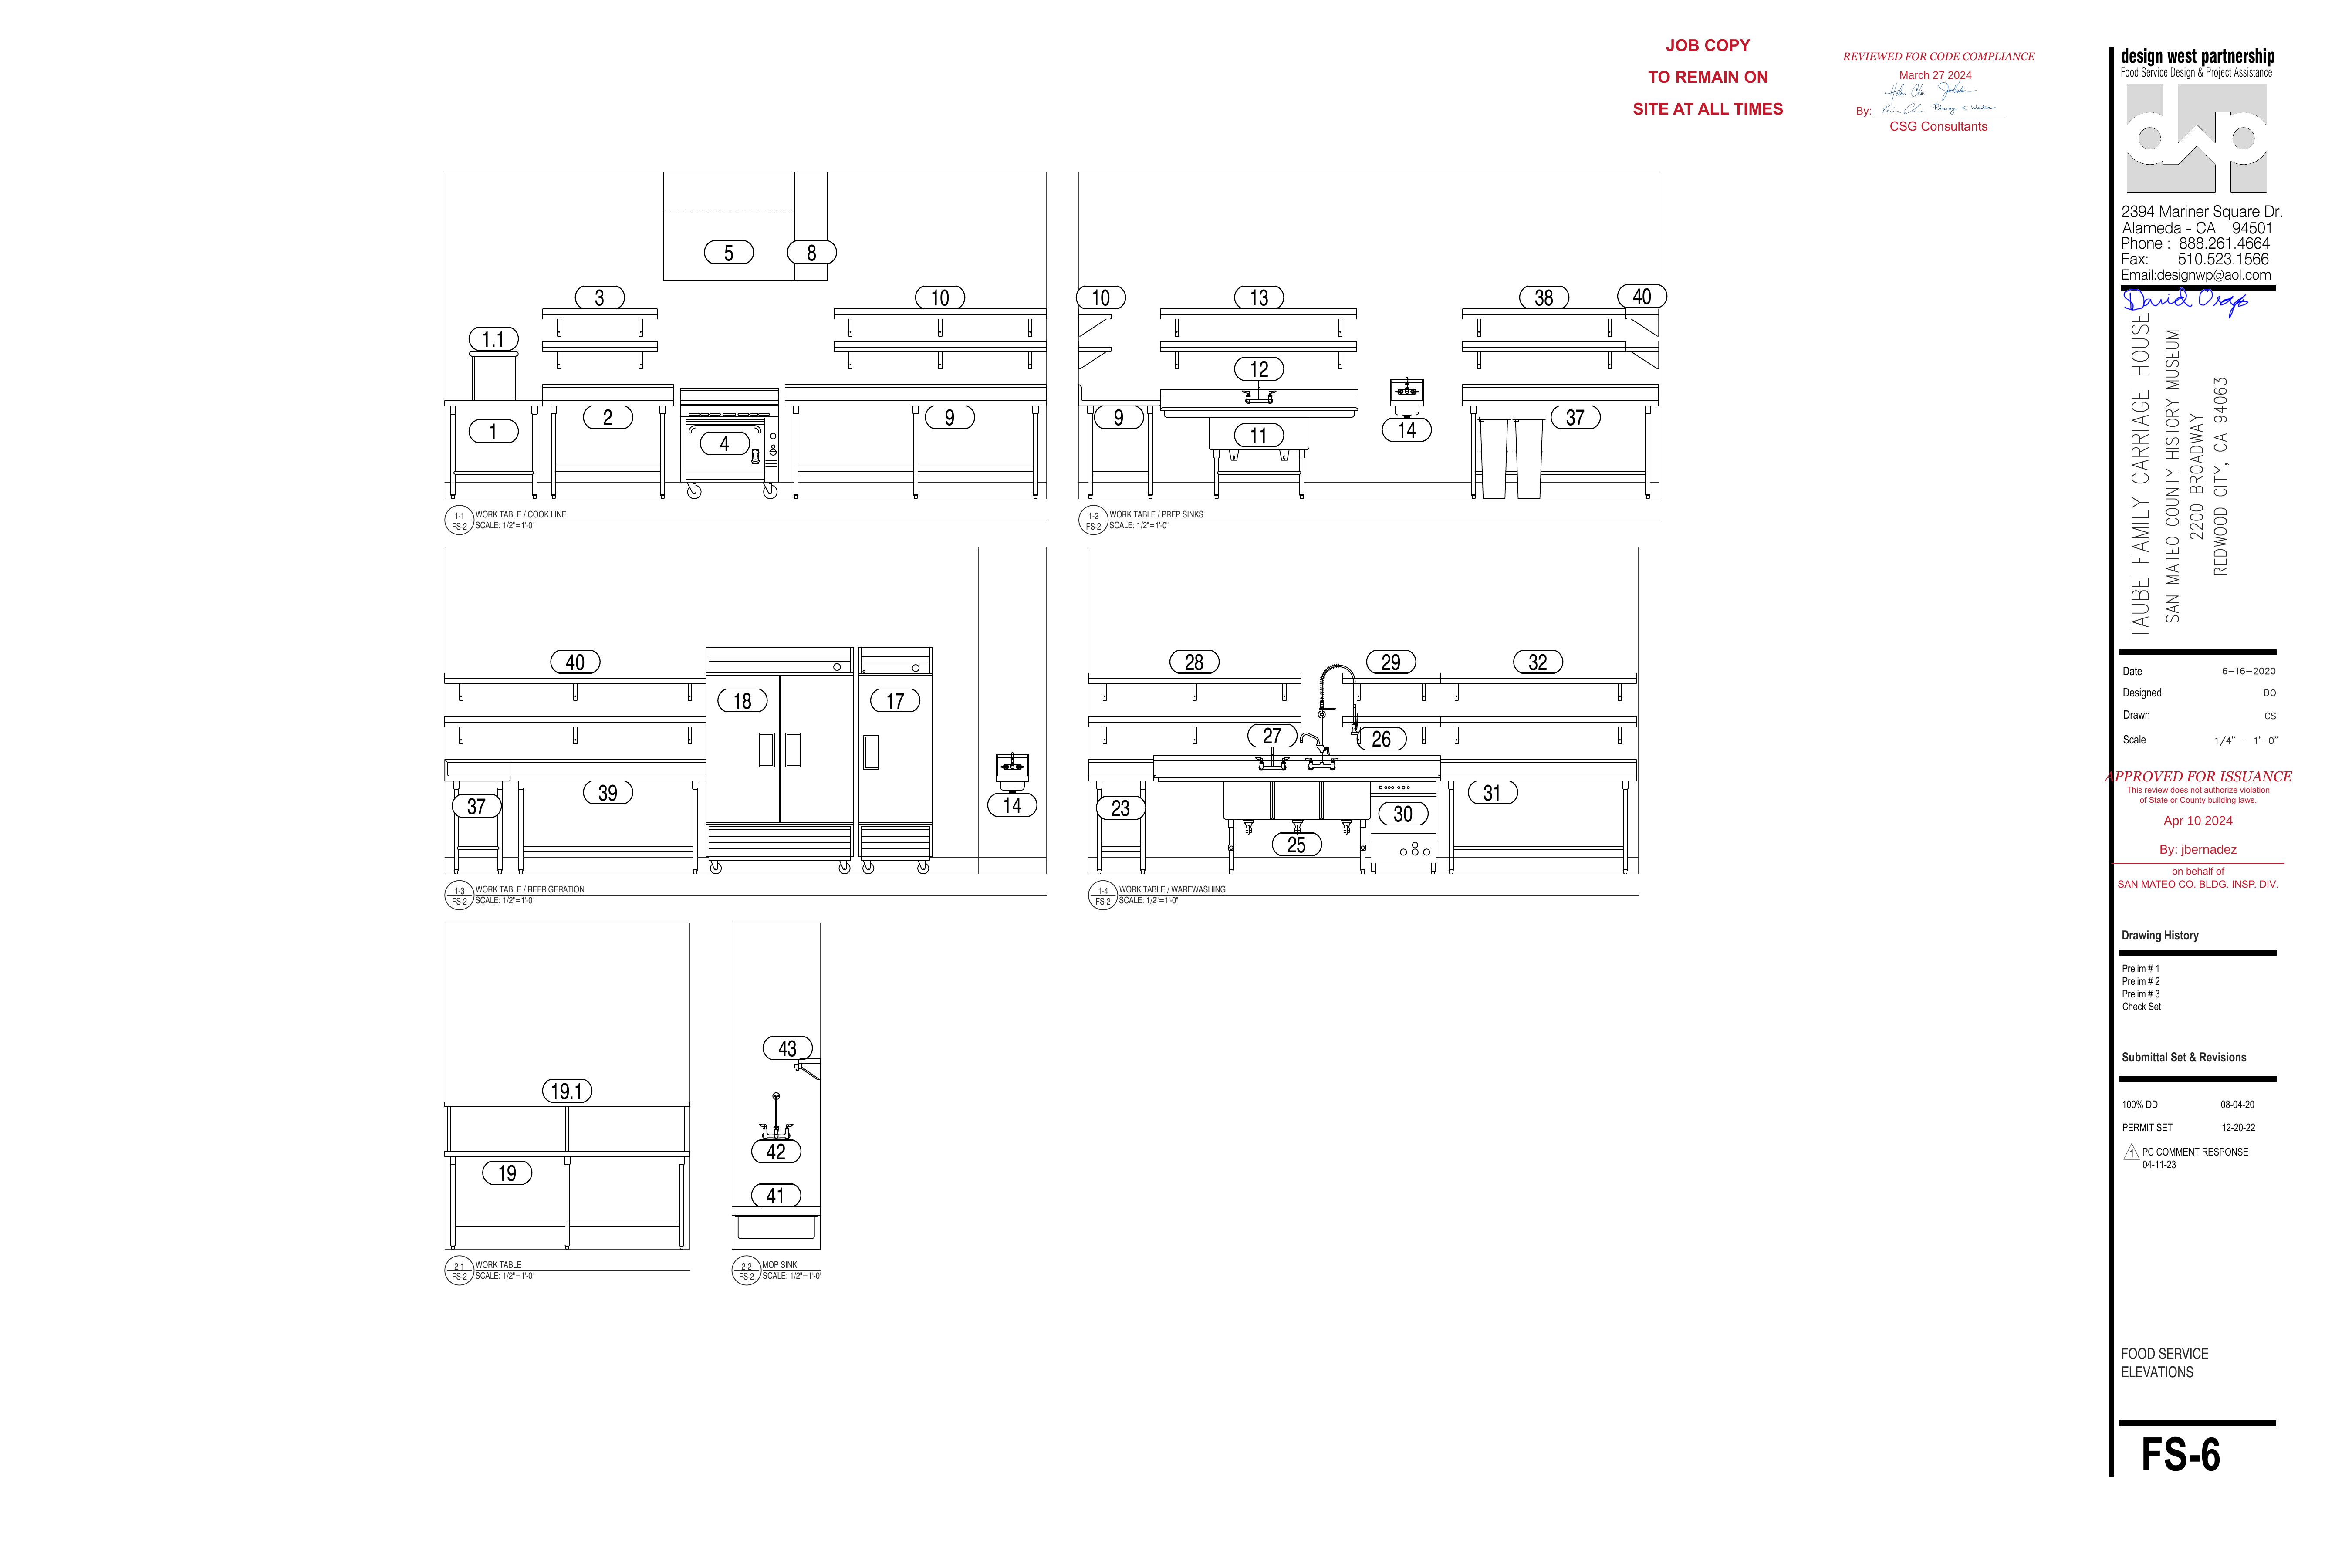 JOB COPY
TO REMAIN ON
SITE AT ALL TIMES
REVIEWED FOR CODE COMPLIANCE
March 27 2024
By:
CSG Consultants
design west partnership
Food Service Design & Project Assistance
2394 Mariner Square Dr.
Alameda - CA 94501
Phone : 888.261.4664
Fax: 510.523.1566
Email:designwp@aol.com
TAUBE FAMILY CARRIAGE HOUSE
SAN MATEO COUNTY HISTORY MUSEUM
2200 BROADWAY
REDWOOD CITY, CA 94063
Date 6-16-2020
Designed DO
Drawn CS
Scale 1/4" = 1'-0"
APPROVED FOR ISSUANCE
This review does not authorize violation
of State or County building laws.
Apr 10 2024
By: jbernadez
on behalf of
SAN MATEO CO. BLDG. INSP. DIV.
Drawing History
Prelim # 1
Prelim # 2
Prelim # 3
Check Set
Submittal Set & Revisions
100% DD 08-04-20
PERMIT SET 12-20-22
1 PC COMMENT RESPONSE
04-11-23
FOOD SERVICE
ELEVATIONS
FS-6
5 8
3 10
1.1
1 2 4 9
1-1 WORK TABLE / COOK LINE
FS-2 SCALE: 1/2"=1'-0"
10 13 38 40
12
9 11 14 37
1-2 WORK TABLE / PREP SINKS
FS-2 SCALE: 1/2"=1'-0"
40
18 17
37 39 14
1-3 WORK TABLE / REFRIGERATION
FS-2 SCALE: 1/2"=1'-0"
28 29 32
27 26
23 30 31
25
1-4 WORK TABLE / WAREWASHING
FS-2 SCALE: 1/2"=1'-0"
19.1
19
2-1 WORK TABLE
FS-2 SCALE: 1/2"=1'-0"
43
42
41
2-2 MOP SINK
FS-2 SCALE: 1/2"=1'-0"